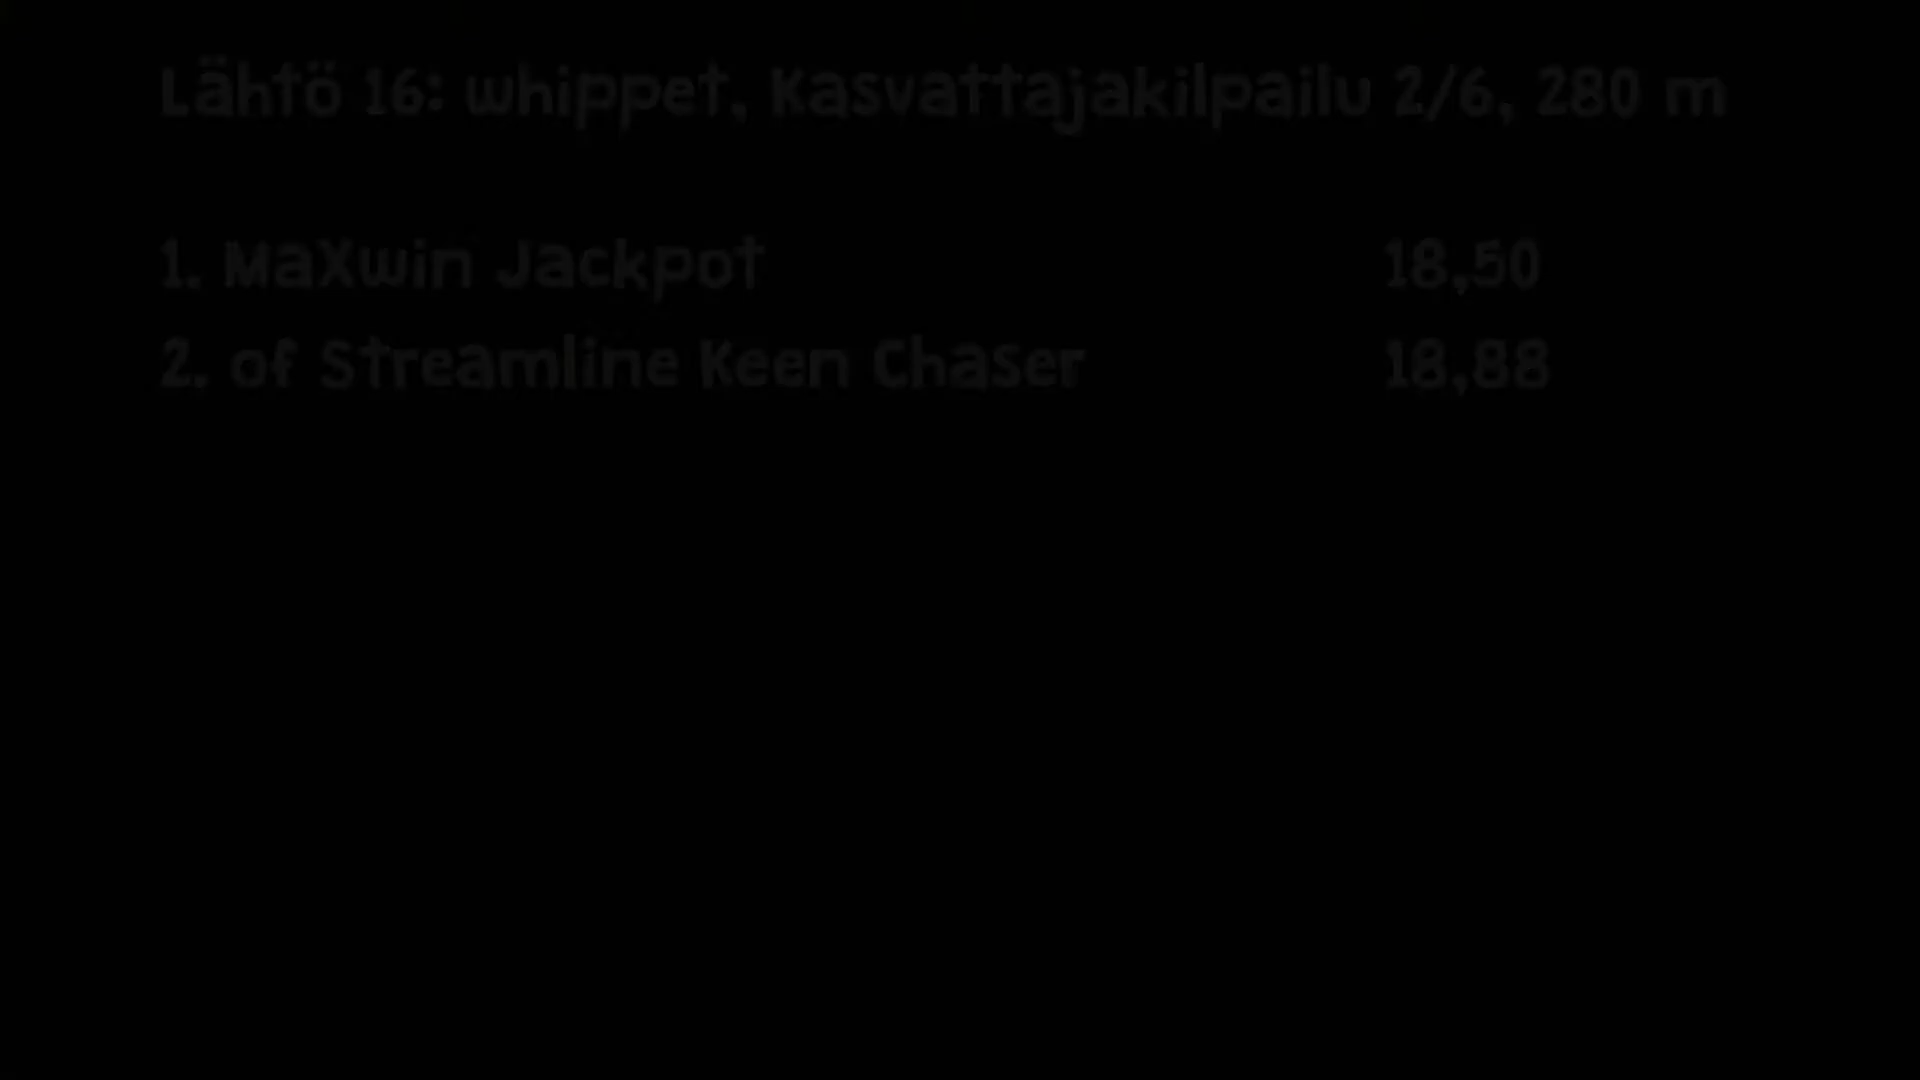 Lähtö 16: whippet, Kasvattajakilpailu 2/6, 280 m
1. MaXwin Jackpot 18,50
2. of Streamline Keen Chaser 18,88